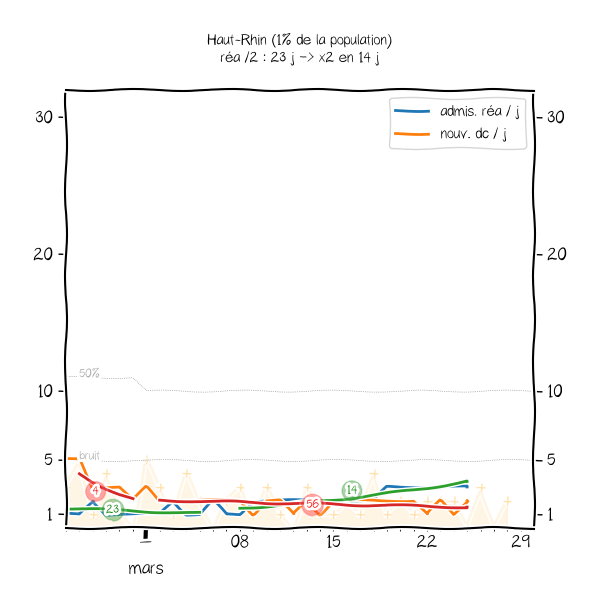 Haut-Rhin (1% de la population)
réa /2 : 23 j -> x2 en 14 j
admis. réa / j
nouv. dc / j
30 30
20 20
50%
10 10
bruit
5 5
4 56 14
23
1 1
1 08 15 22 29
mars